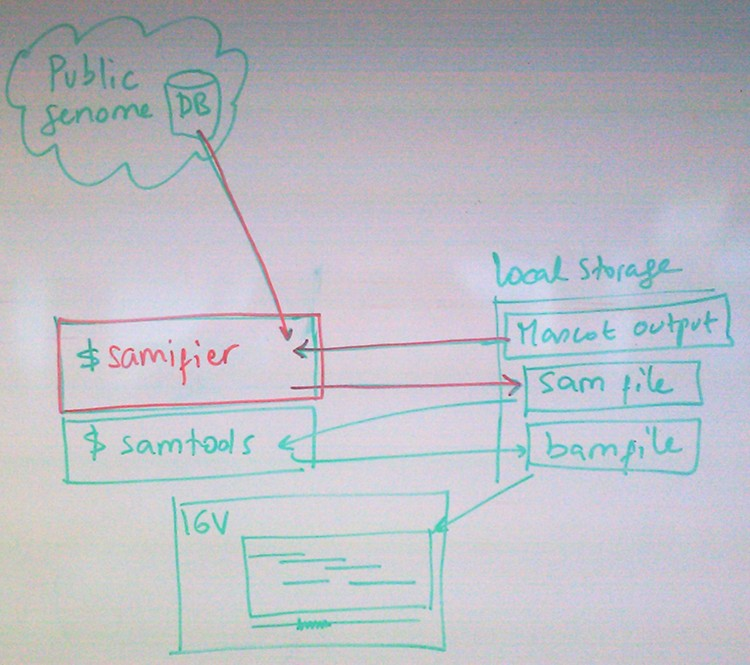 Public
genome
DB
local storage
Mascot output
$ samifier
sam file
$ samtools
bamfile
IGV